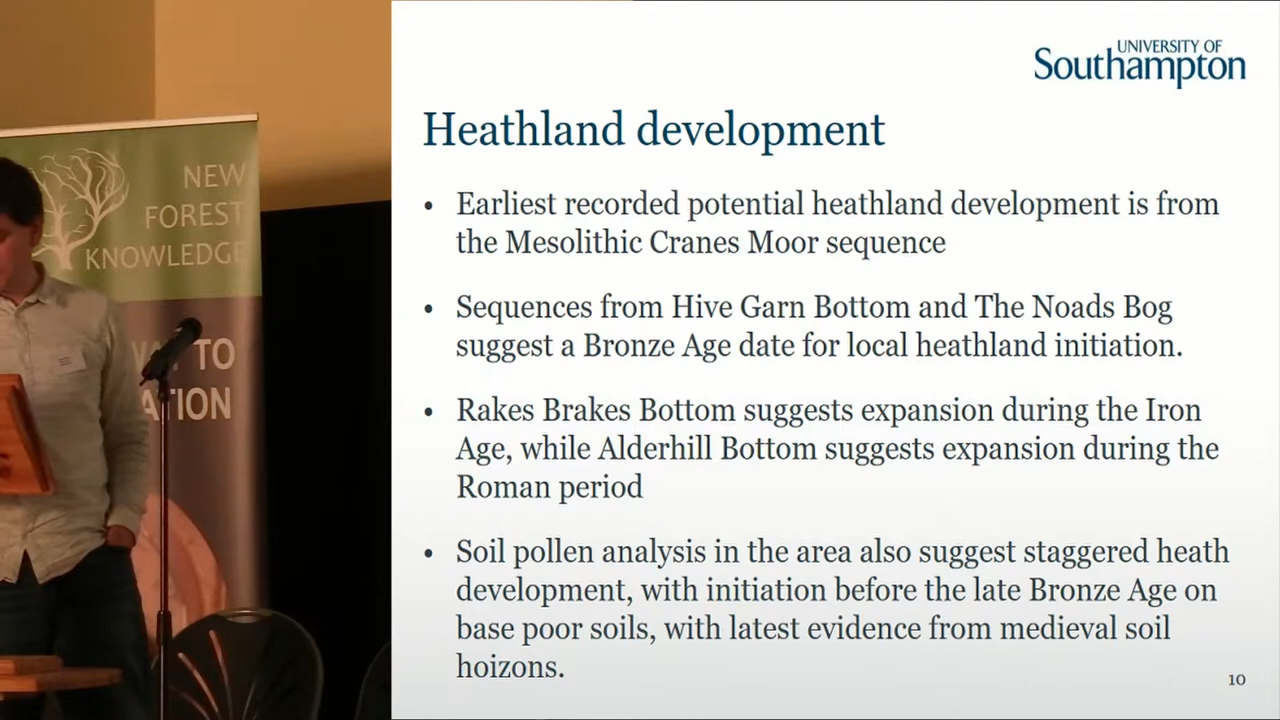 UNIVERSITY OF
Southampton
Heathland development
• Earliest recorded potential heathland development is from
the Mesolithic Cranes Moor sequence
• Sequences from Hive Garn Bottom and The Noads Bog
suggest a Bronze Age date for local heathland initiation.
• Rakes Brakes Bottom suggests expansion during the Iron
Age, while Alderhill Bottom suggests expansion during the
Roman period
• Soil pollen analysis in the area also suggest staggered heath
development, with initiation before the late Bronze Age on
base poor soils, with latest evidence from medieval soil
hoizons.
10
NEW
FOREST
KNOWLEDGE
TO
ATION